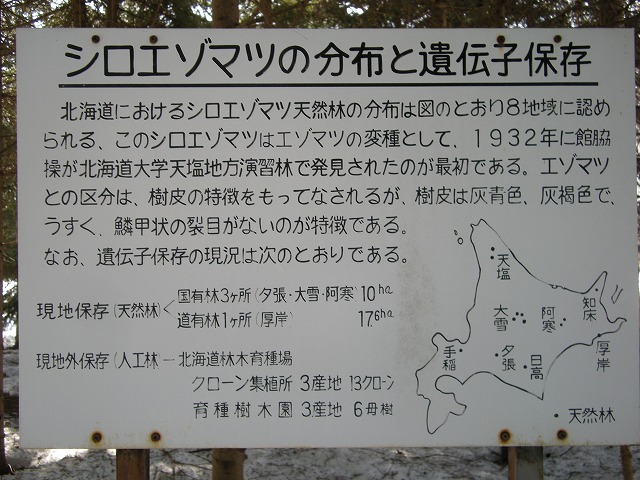 シロエゾマツの分布と遺伝子保存
北海道におけるシロエゾマツ天然林の分布は図のとおり8地域に認め
られる、このシロエゾマツはエゾマツの変種として、1932年に館脇
操が北海道大学天塩地方演習林で発見されたのが最初である。エゾマツ
との区分は、樹皮の特徴をもってなされるが、樹皮は灰青色、灰褐色で、
うすく、鱗甲状の裂目がないのが特徴である。
なお、遺伝子保存の現況は次のとおりである。
現地保存(天然林)<国有林3ヶ所(夕張・大雪・阿寒) 10ha
道有林1ヶ所(厚岸) 17.6ha
現地外保存(人工林ー北海道林木育種場
クローン集植所 3産地 13クローン
育種樹木園 3産地 6母樹
天塩
知床
大雪
阿寒
手稲
夕張
日高
厚岸
・天然林